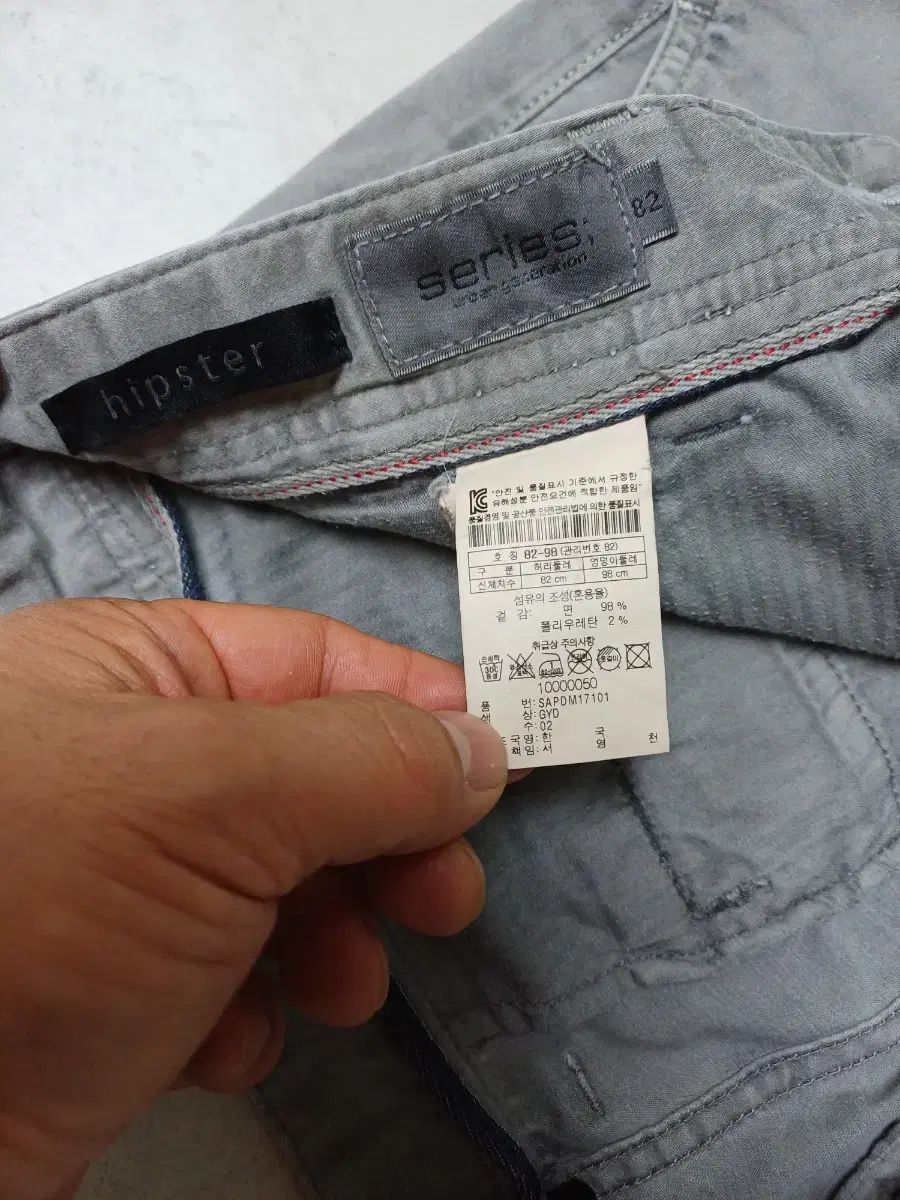 series;
urban generation
82
hipster
"안전 및 품질표시 기준에서 규정한
유해성분 안전요건에 적합한 제품임"
품질경영 및 공산품 안전관리법에 의한 품질표시
호 칭 82-98 (관리번호 82)
구 분 허리둘레 엉덩이둘레
신체치수 82 cm 98 cm
섬유의 조성(혼용율)
겉 감: 면 98 %
폴리우레탄 2 %
취급상 주의사항
30℃
10000050
품 번: SAPDM17101
색 상: GYD
수: 02
국 명: 한 국
책 임: 서 영 천